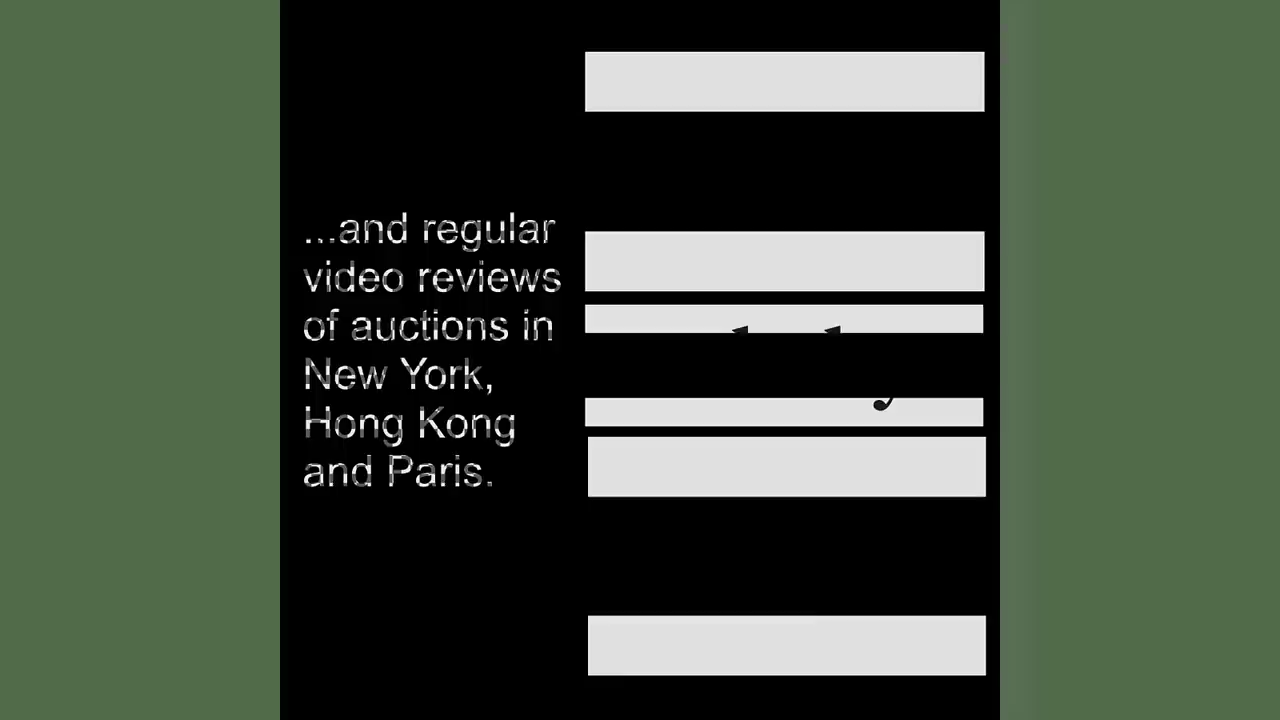 ...and regular
video reviews
of auctions in
New York,
Hong Kong
and Paris.